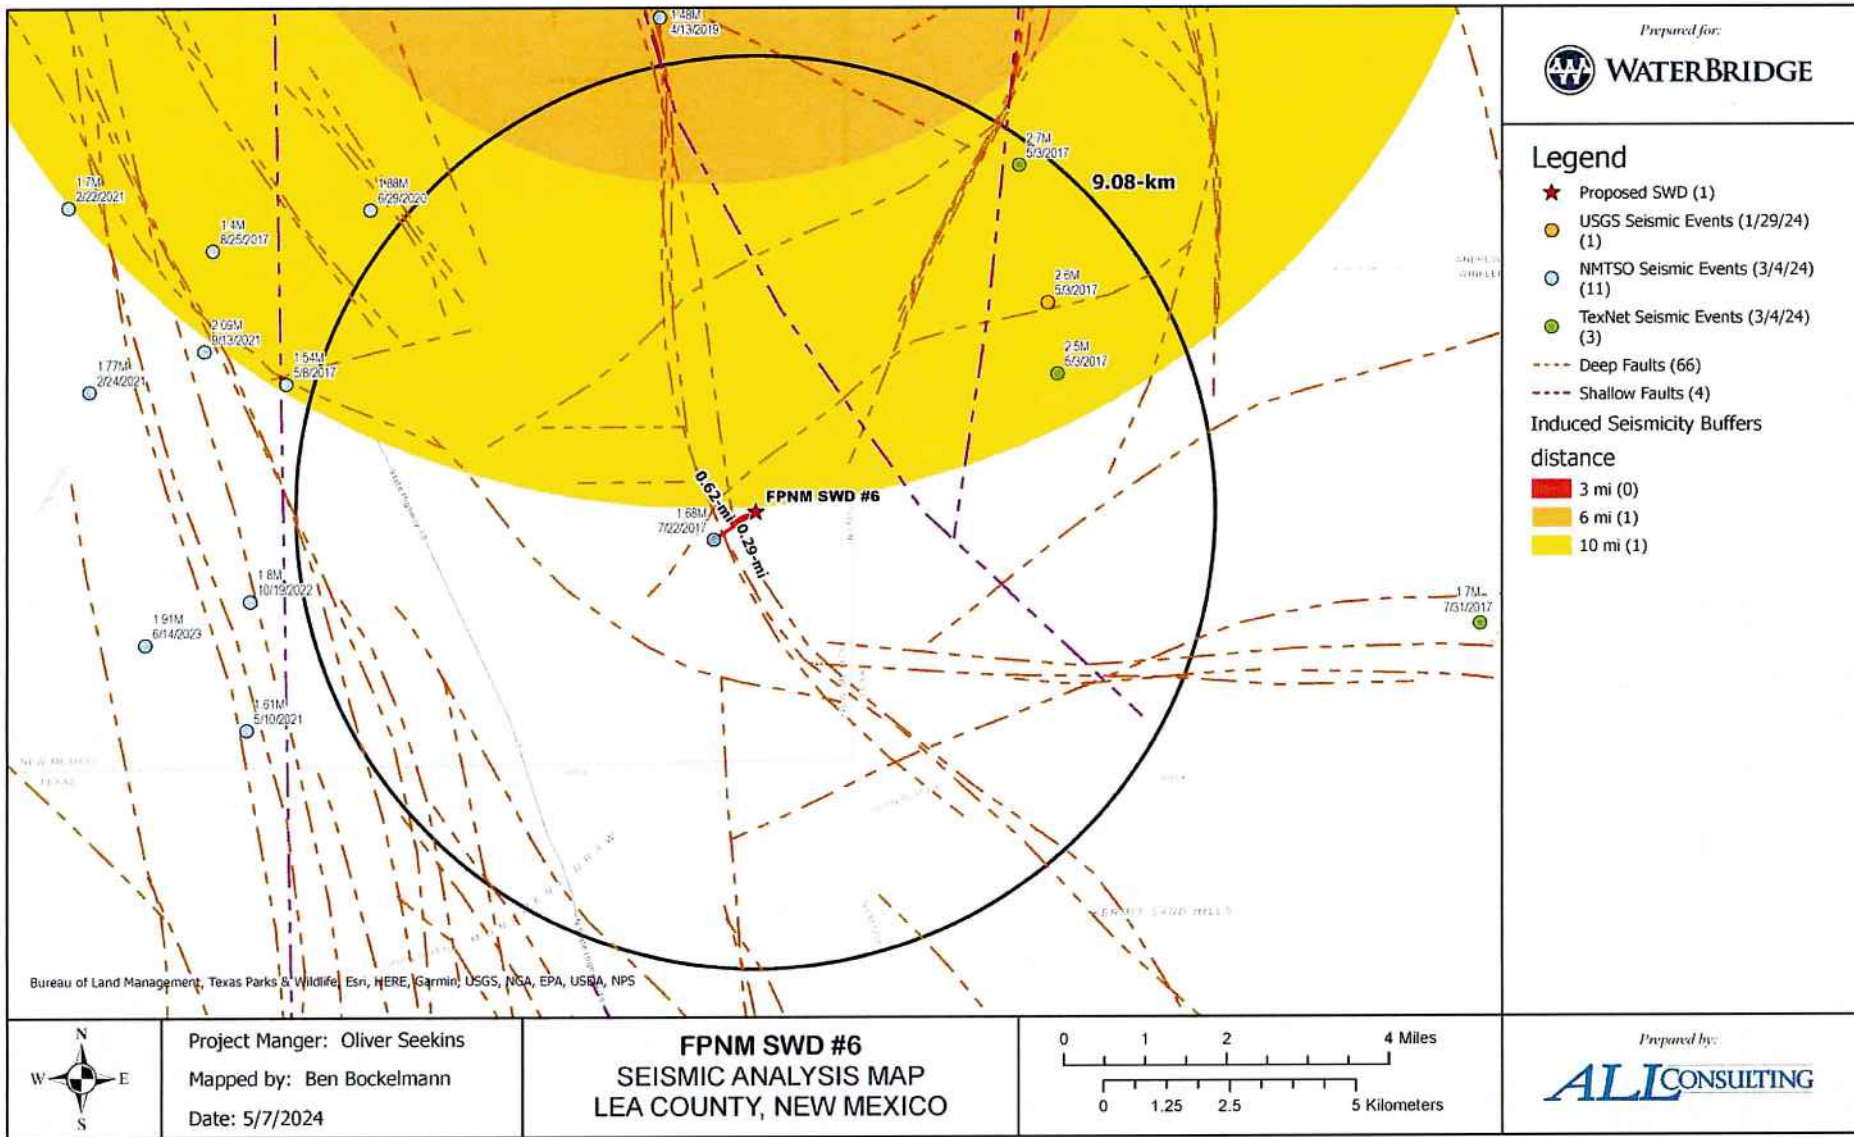 1.48M
4/13/2019
2.7M
5/3/2017
9.08-km
1.7M
2/22/2021
1.88M
6/29/2020
1.4M
8/25/2017
2.6M
5/3/2017
2.09M
9/13/2021
1.54M
5/8/2017
2.5M
5/3/2017
1.77M
2/24/2021
0.62-mi
FPNM SWD #6
1.68M
7/22/2017
0.29-mi
1.8M
10/19/2022
1.91M
6/14/2023
1.7M
7/31/2017
1.61M
5/10/2021
NEW MEXICO
TEXAS
KERMIT SAND HILLS
Bureau of Land Management, Texas Parks & Wildlife, Esri, HERE, Garmin, USGS, NGA, EPA, USDA, NPS
Prepared for:
WATERBRIDGE
Legend
Proposed SWD (1)
USGS Seismic Events (1/29/24)
(1)
NMTSO Seismic Events (3/4/24)
(11)
TexNet Seismic Events (3/4/24)
(3)
Deep Faults (66)
Shallow Faults (4)
Induced Seismicity Buffers
distance
3 mi (0)
6 mi (1)
10 mi (1)
N
W E
S
Project Manger: Oliver Seekins
Mapped by: Ben Bockelmann
Date: 5/7/2024
FPNM SWD #6
SEISMIC ANALYSIS MAP
LEA COUNTY, NEW MEXICO
0 1 2 4 Miles
0 1.25 2.5 5 Kilometers
Prepared by:
ALL CONSULTING